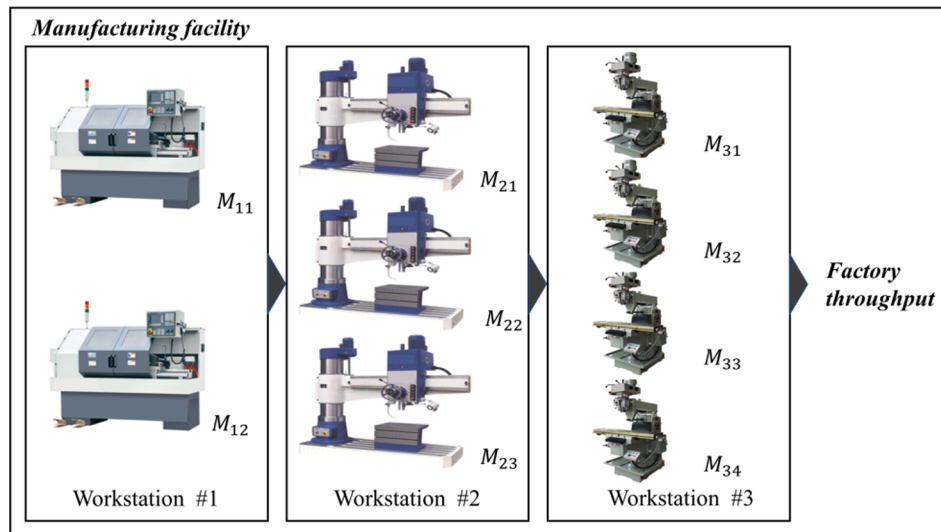 Manufacturing facility
M11
M12
Workstation #1
M21
M22
M23
Workstation #2
M31
M32
M33
M34
Workstation #3
Factory
throughput